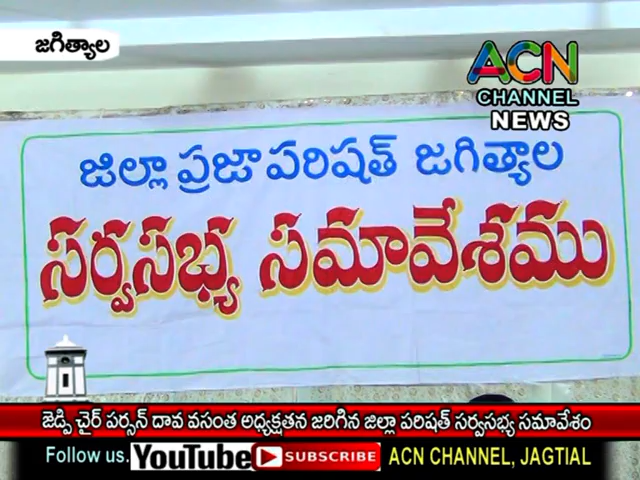 జగిత్యాల
ACN
CHANNEL
NEWS
జిల్లా ప్రజా పరిషత్ జగిత్యాల
సర్వసభ్య సమావేశము
జెడ్పి చైర్ పర్సన్ దావ వసంత అధ్యక్షతన జరిగిన జిల్లా పరిషత్ సర్వసభ్య సమావేశం
Follow us. YouTube SUBSCRIBE ACN CHANNEL, JAGTIAL